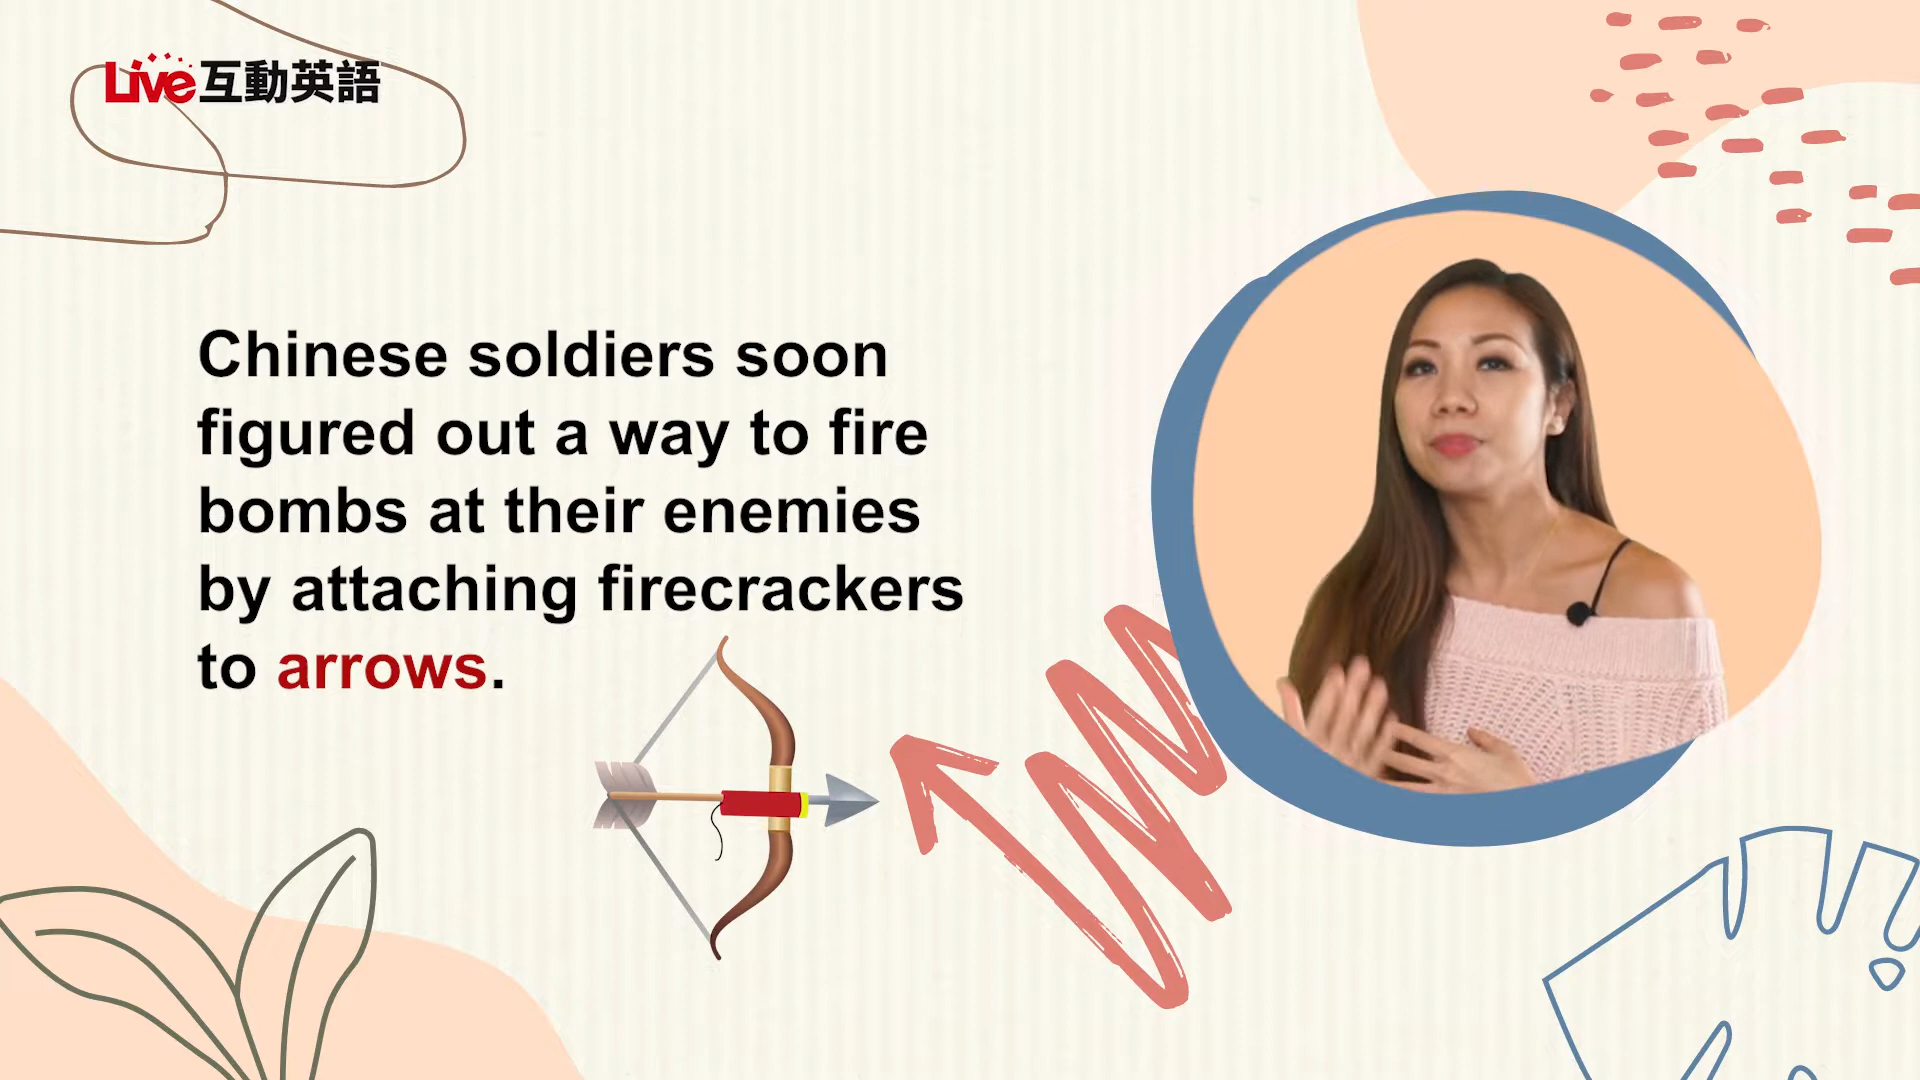 Live互動英語
Chinese soldiers soon
figured out a way to fire
bombs at their enemies
by attaching firecrackers
to arrows.